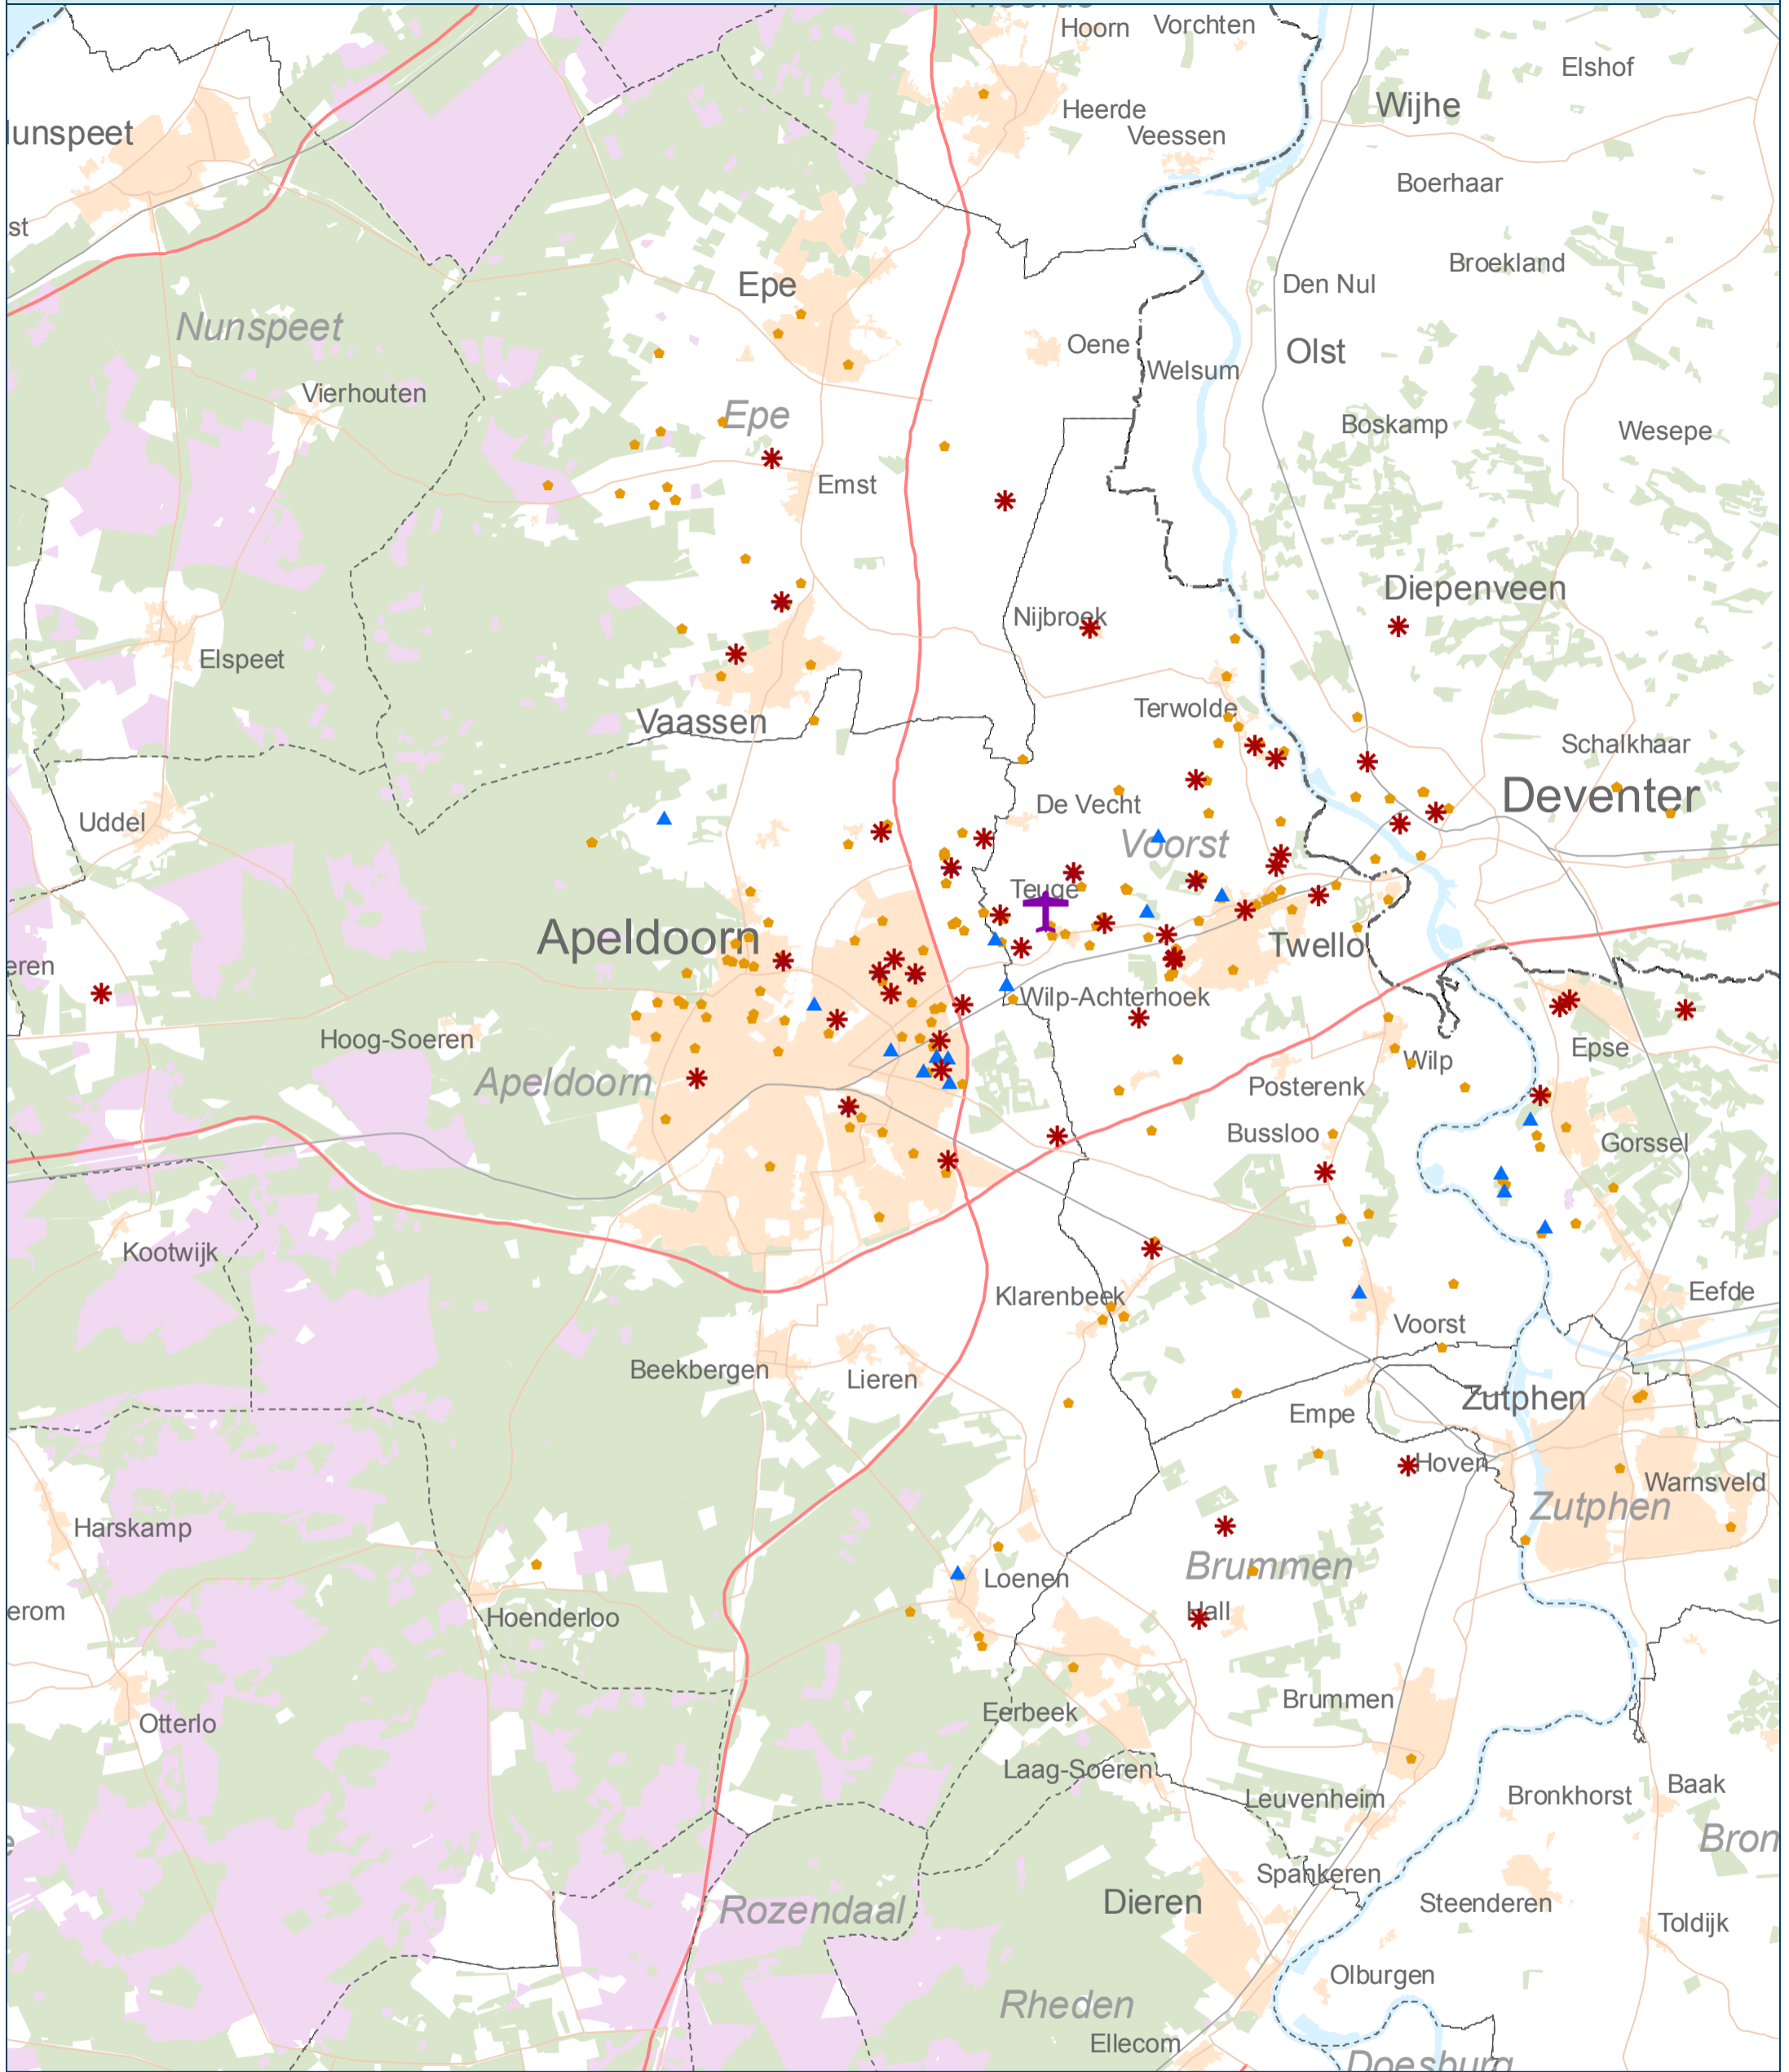 Hoorn
Vorchten
Elshof
Wijhe
Heerde
Veessen
Boerhaar
Broekland
Den Nul
Epe
Nunspeet
Oene
Olst
Welsum
Vierhouten
Epe
Boskamp
Wesepe
Emst
Diepenveen
Nijbroek
Elspeet
Terwolde
Vaassen
Schalkhaar
De Vecht
Deventer
Uddel
Voorst
Teuge
Apeldoorn
Twello
eren
Wilp-Achterhoek
Hoog-Soeren
Epse
Wilp
Apeldoorn
Posterenk
Bussloo
Gorssel
Kootwijk
Klarenbeek
Eefde
Voorst
Beekbergen
Lieren
Zutphen
Empe
Hoven
Warnsveld
Zutphen
Harskamp
Brummen
Loenen
Hall
erom
Hoenderloo
Brummen
Eerbeek
Otterlo
Laag-Soeren
Baak
Bronkhorst
Leuvenheim
Bron
Spankeren
Dieren
Steenderen
Rozendaal
Toldijk
Olburgen
Rheden
Ellecom
Doesburg
st
unspeet